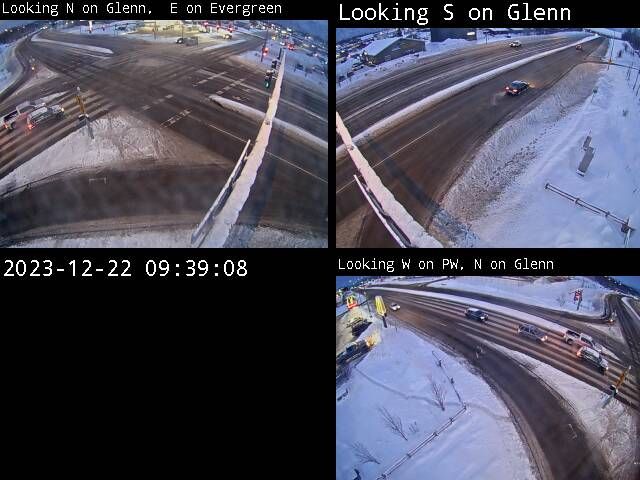 Looking N on Glenn,  E on Evergreen
Looking S on Glenn
2023-12-22 09:39:08
Looking W on PW, N on Glenn